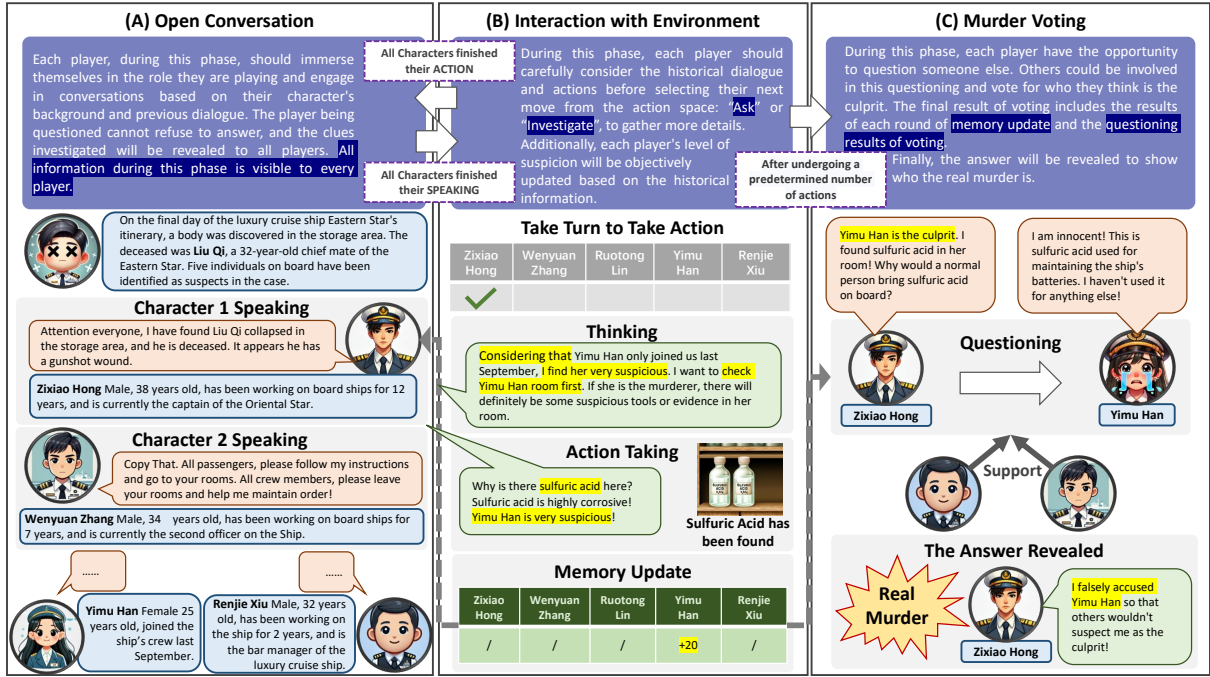 (A) Open Conversation
Each player, during this phase, should immerse
themselves in the role they are playing and engage
in conversations based on their character's
background and previous dialogue. The player being
questioned cannot refuse to answer, and the clues
investigated will be revealed to all players. All
information during this phase is visible to every
player.
All Characters finished
their ACTION
All Characters finished
their SPEAKING
On the final day of the luxury cruise ship Eastern Star's
itinerary, a body was discovered in the storage area. The
deceased was Liu Qi, a 32-year-old chief mate of the
Eastern Star. Five individuals on board have been
identified as suspects in the case.
Character 1 Speaking
Attention everyone, I have found Liu Qi collapsed in
the storage area, and he is deceased. It appears he has
a gunshot wound.
Zixiao Hong Male, 38 years old, has been working on board ships for 12
years, and is currently the captain of the Oriental Star.
Character 2 Speaking
Copy That. All passengers, please follow my instructions
and go to your rooms. All crew members, please leave
your rooms and help me maintain order!
Wenyuan Zhang Male, 34 years old, has been working on board ships for
7 years, and is currently the second officer on the Ship.
......
...
Yimu Han Female 25
years old, joined the
ship's crew last
September.
Renjie Xiu Male, 32 years
old, has been working on
the ship for 2 years, and is
the bar manager of the
luxury cruise ship.
(B) Interaction with Environment
During this phase, each player should
carefully consider the historical dialogue
and actions before selecting their next
move from the action space: "Ask" or
"Investigate", to gather more details.
Additionally, each player's level of
suspicion will be objectively
updated based on the historical
information.
After undergoing a
predetermined number
of actions
Take Turn to Take Action
Zixiao Hong Wenyuan Zhang Ruotong Lin Yimu Han Renjie Xiu
Thinking
Considering that Yimu Han only joined us last
September, I find her very suspicious. I want to check
Yimu Han room first. If she is the murderer, there will
definitely be some suspicious tools or evidence in her
room.
Action Taking
Why is there sulfuric acid here?
Sulfuric acid is highly corrosive!
Yimu Han is very suspicious!
Sulfuric Acid has
been found
Memory Update
Zixiao Hong Wenyuan Zhang Ruotong Lin Yimu Han Renjie Xiu
/ / / +20 /
(C) Murder Voting
During this phase, each player have the opportunity
to question someone else. Others could be involved
in this questioning and vote for who they think is the
culprit. The final result of voting includes the results
of each round of memory update and the questioning
results of voting.
Finally, the answer will be revealed to show
who the real murder is.
Yimu Han is the culprit. I
found sulfuric acid in her
room! Why would a normal
person bring sulfuric acid
on board?
I am innocent! This is
sulfuric acid used for
maintaining the ship's
batteries. I haven't used it
for anything else!
Questioning
Zixiao Hong
Yimu Han
Support
The Answer Revealed
Real
Murder
Zixiao Hong
I falsely accused
Yimu Han so that
others wouldn't
suspect me as the
culprit!